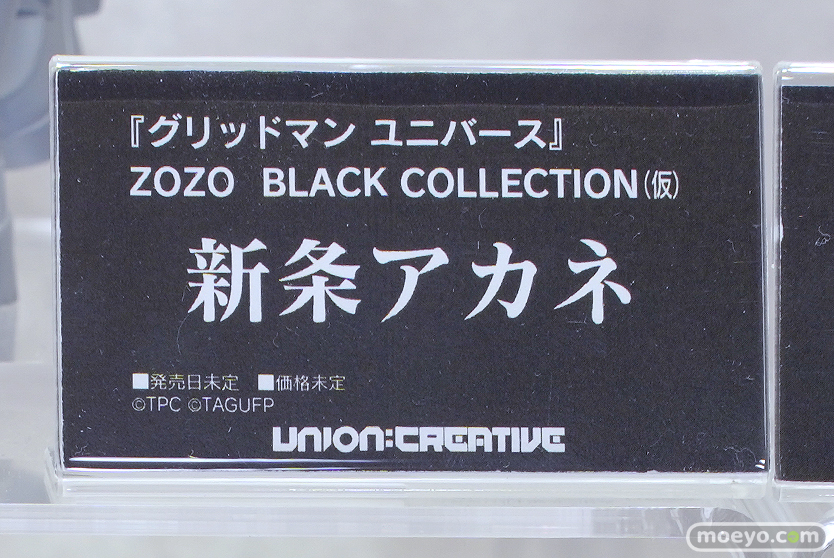 『グリッドマン ユニバース』
ZOZO BLACK COLLECTION(仮)
新条アカネ
■発売日未定 ■価格未定
©TPC ©TAGUFP
UNION:CREATIVE
moeyo.com